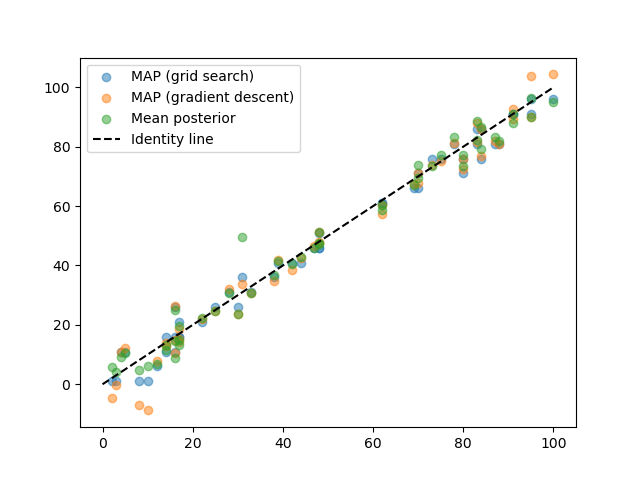 MAP (grid search)
MAP (gradient descent)
Mean posterior
Identity line
100
80
60
40
20
0
0 20 40 60 80 100